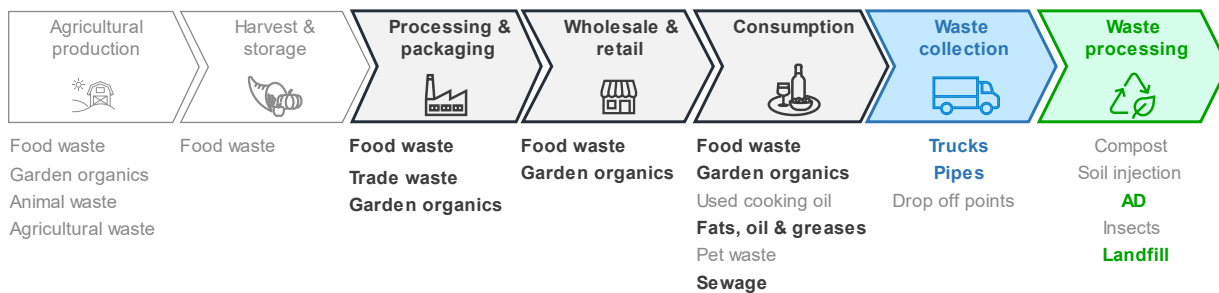 Agricultural
production
Harvest &
storage
Processing &
packaging
Wholesale &
retail
Consumption
Waste
collection
Waste
processing
Food waste
Garden organics
Animal waste
Agricultural waste
Food waste
Food waste
Trade waste
Garden organics
Food waste
Garden organics
Food waste
Garden organics
Used cooking oil
Fats, oil & greases
Pet waste
Sewage
Trucks
Pipes
Drop off points
Compost
Soil injection
AD
Insects
Landfill